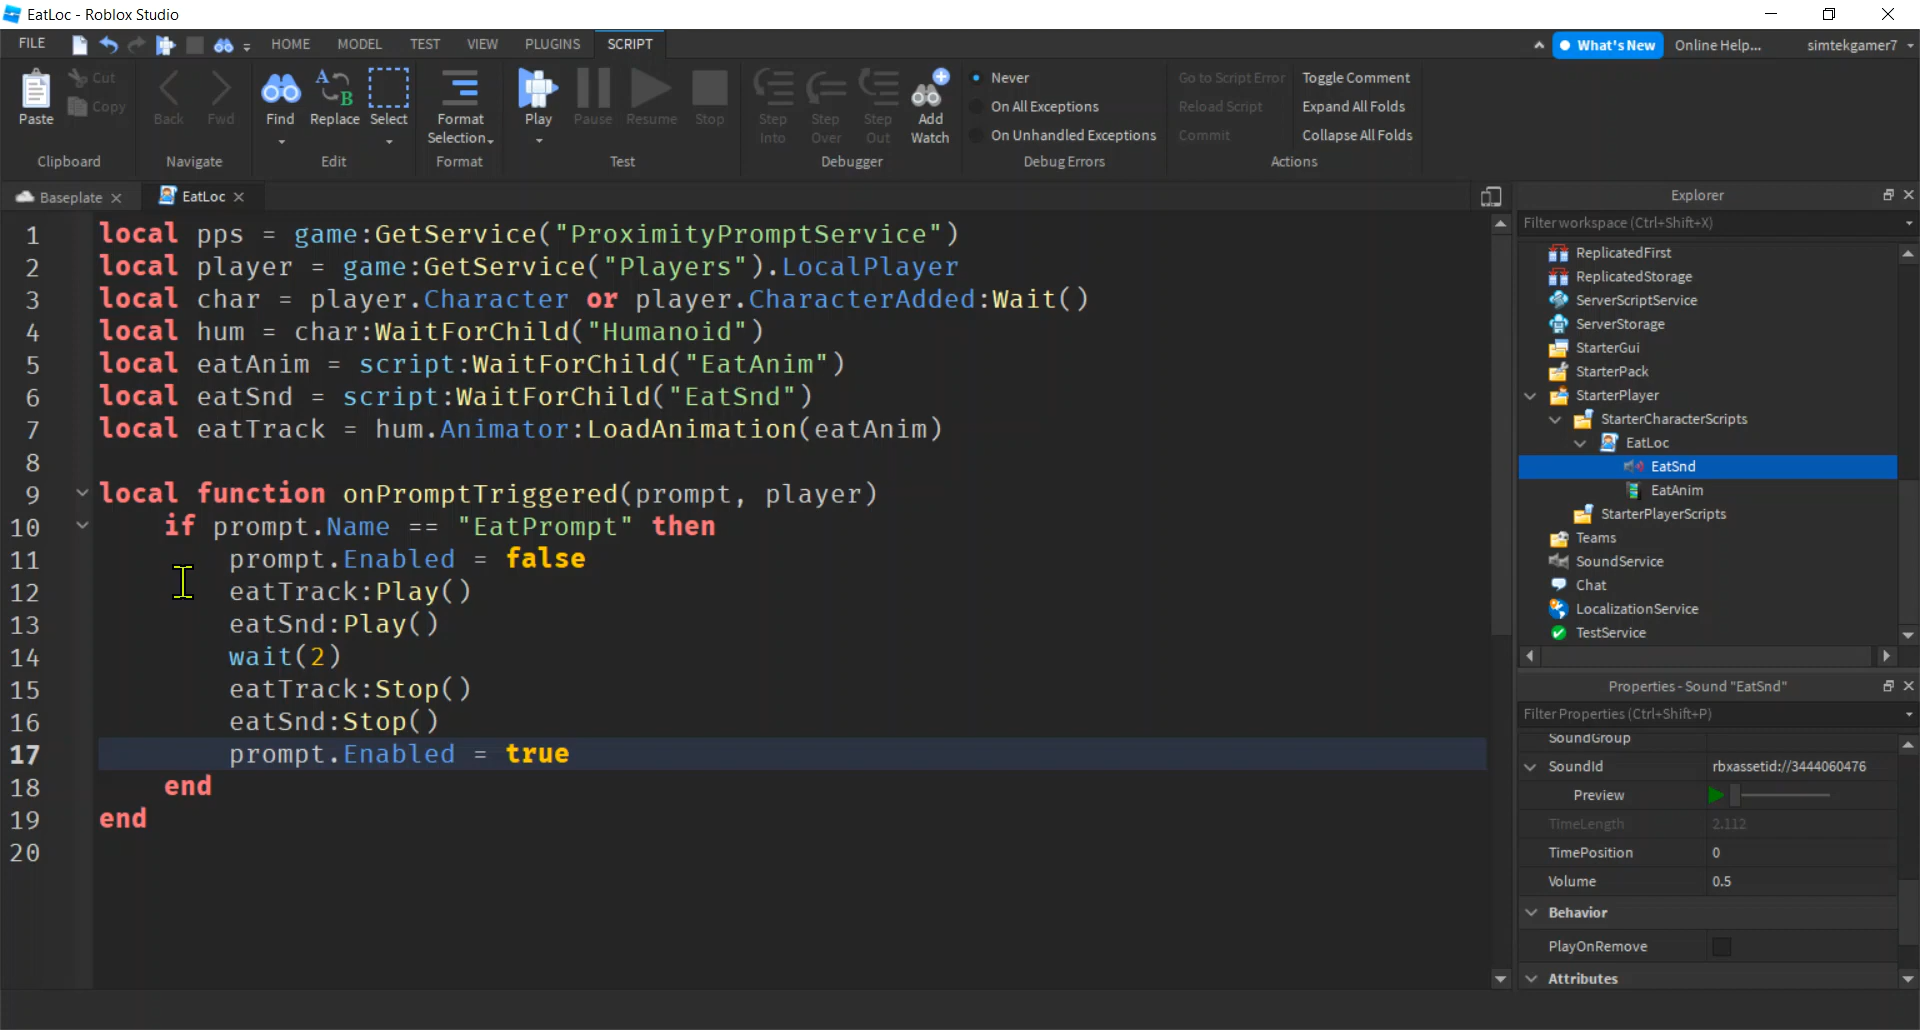 EatLoc - Roblox Studio
FILE
HOME
MODEL
TEST
VIEW
PLUGINS
SCRIPT
What's New
Online Help...
simtekgamer7
Paste
Cut
Copy
Clipboard
Back
Fwd
Navigate
Find
Replace
Select
Edit
Format
Selection
Format
Play
Pause
Resume
Stop
Test
Step
Into
Step
Over
Step
Out
Add
Watch
Debugger
Never
On All Exceptions
On Unhandled Exceptions
Debug Errors
Go to Script Error
Reload Script
Commit
Toggle Comment
Expand All Folds
Collapse All Folds
Actions
Baseplate
EatLoc
1 local pps = game:GetService("ProximityPromptService")
2 local player = game:GetService("Players").LocalPlayer
3 local char = player.Character or player.CharacterAdded:Wait()
4 local hum = char:WaitForChild("Humanoid")
5 local eatAnim = script:WaitForChild("EatAnim")
6 local eatSnd = script:WaitForChild("EatSnd")
7 local eatTrack = hum.Animator:LoadAnimation(eatAnim)
8
9 local function onPromptTriggered(prompt, player)
10 if prompt.Name == "EatPrompt" then
11 prompt.Enabled = false
12 eatTrack:Play()
13 eatSnd:Play()
14 wait(2)
15 eatTrack:Stop()
16 eatSnd:Stop()
17 prompt.Enabled = true
18 end
19 end
20
Explorer
Filter workspace (Ctrl+Shift+X)
ReplicatedFirst
ReplicatedStorage
ServerScriptService
ServerStorage
StarterGui
StarterPack
StarterPlayer
StarterCharacterScripts
EatLoc
EatSnd
EatAnim
StarterPlayerScripts
Teams
SoundService
Chat
LocalizationService
TestService
Properties - Sound "EatSnd"
Filter Properties (Ctrl+Shift+P)
SoundGroup
SoundId rbxassetid://3444060476
Preview
TimeLength 2.112
TimePosition 0
Volume 0.5
Behavior
PlayOnRemove
Attributes